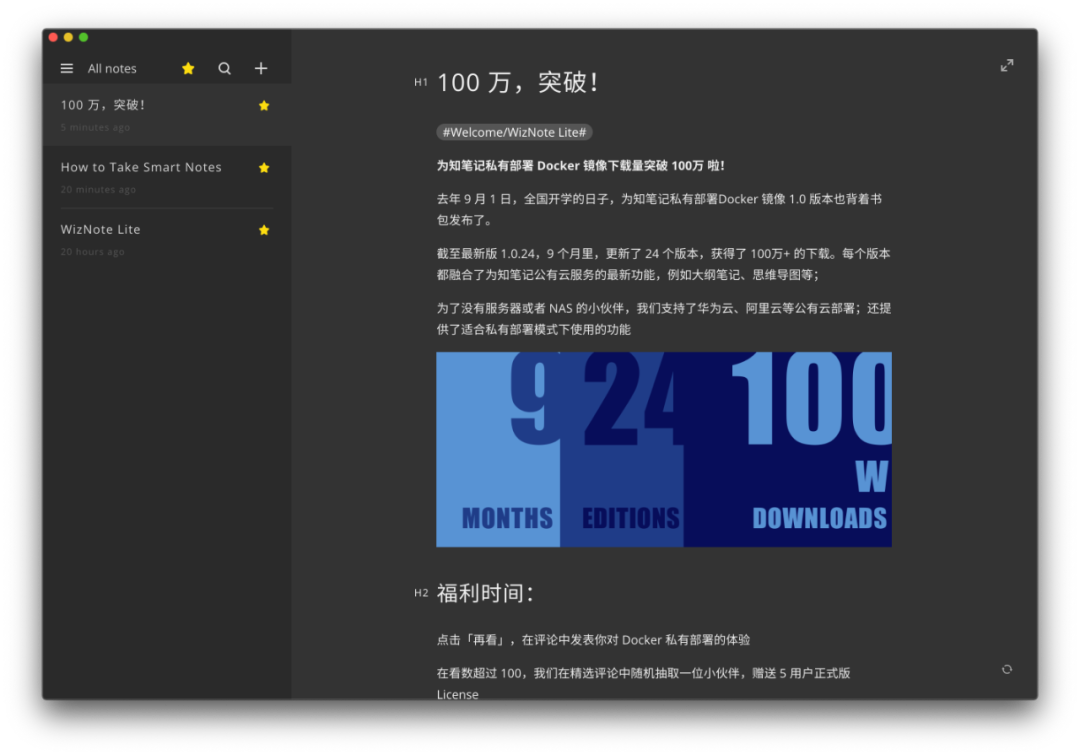 All notes
100 万，突破！
5 minutes ago
How to Take Smart Notes
20 minutes ago
WizNote Lite
20 hours ago
H1 100 万，突破！
#Welcome/WizNote Lite#
为知笔记私有部署 Docker 镜像下载量突破 100万 啦！
去年 9 月 1 日，全国开学的日子，为知笔记私有部署Docker 镜像 1.0 版本也背着书
包发布了。
截至最新版 1.0.24，9 个月里，更新了 24 个版本，获得了 100万+ 的下载。每个版本
都融合了为知笔记公有云服务的最新功能，例如大纲笔记、思维导图等；
为了没有服务器或者 NAS 的小伙伴，我们支持了华为云、阿里云等公有云部署；还提
供了适合私有部署模式下使用的功能
9 24 100
W
MONTHS EDITIONS DOWNLOADS
H2 福利时间：
点击「再看」，在评论中发表你对 Docker 私有部署的体验
在看数超过 100，我们在精选评论中随机抽取一位小伙伴，赠送 5 用户正式版
License